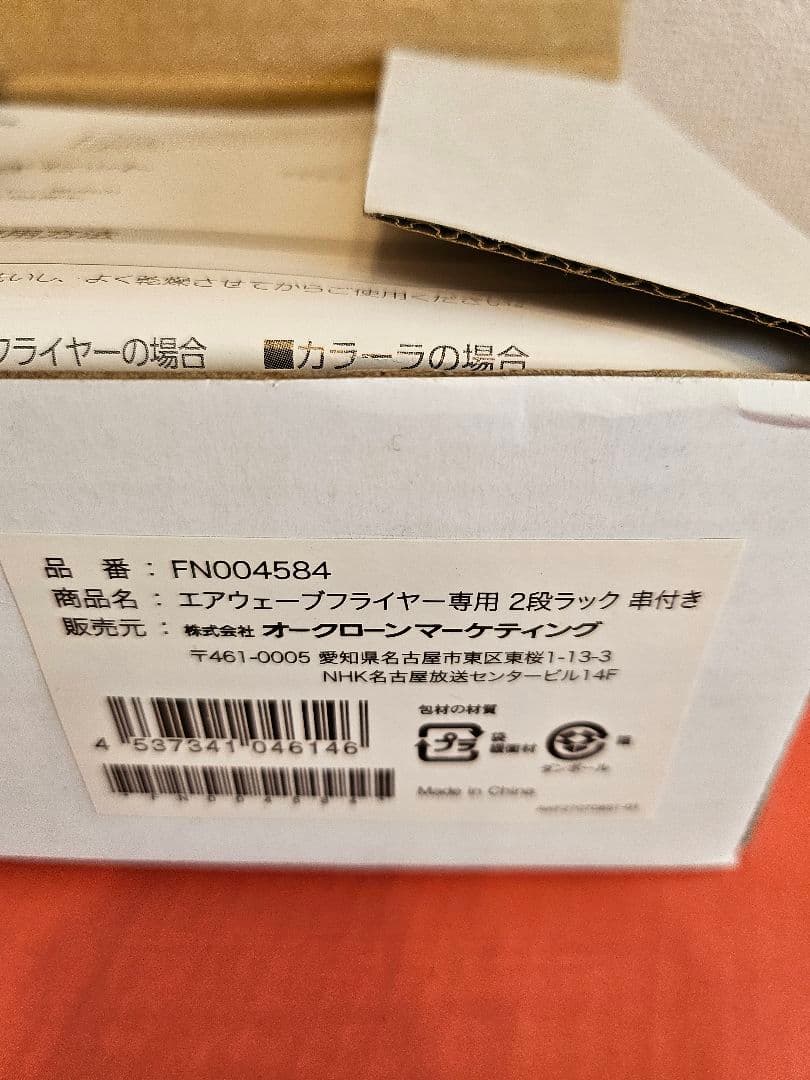 いし、よく乾燥させてからご使用ください
フライヤーの場合 ■カラーラの場合
品 番 : FN004584
商品名 : エアウェーブフライヤー専用 2段ラック 串付き
販売元 : 株式会社 オークローンマーケティング
〒461-0005 愛知県名古屋市東区東桜1-13-3
NHK名古屋放送センタービル14F
包材の材質
プラ 袋 緩衝材 箱
ダンボール
4 537341 046146
Made in China